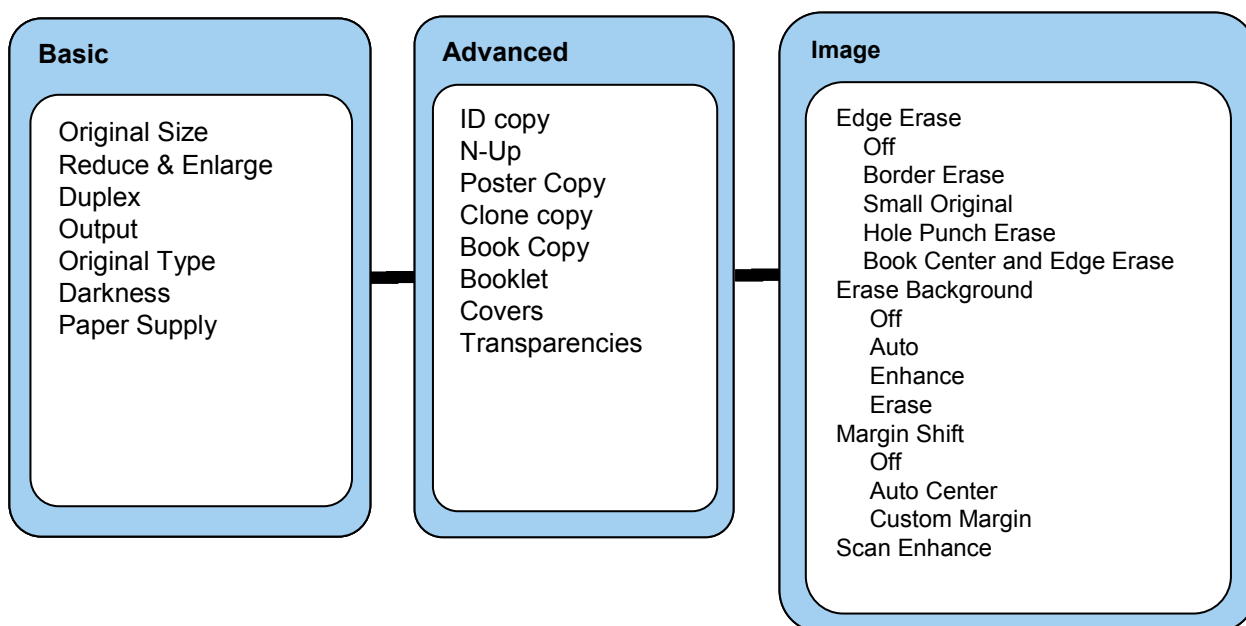 Basic
Original Size
Reduce & Enlarge
Duplex
Output
Original Type
Darkness
Paper Supply
Advanced
ID copy
N-Up
Poster Copy
Clone copy
Book Copy
Booklet
Covers
Transparencies
Image
Edge Erase
Off
Border Erase
Small Original
Hole Punch Erase
Book Center and Edge Erase
Erase Background
Off
Auto
Enhance
Erase
Margin Shift
Off
Auto Center
Custom Margin
Scan Enhance